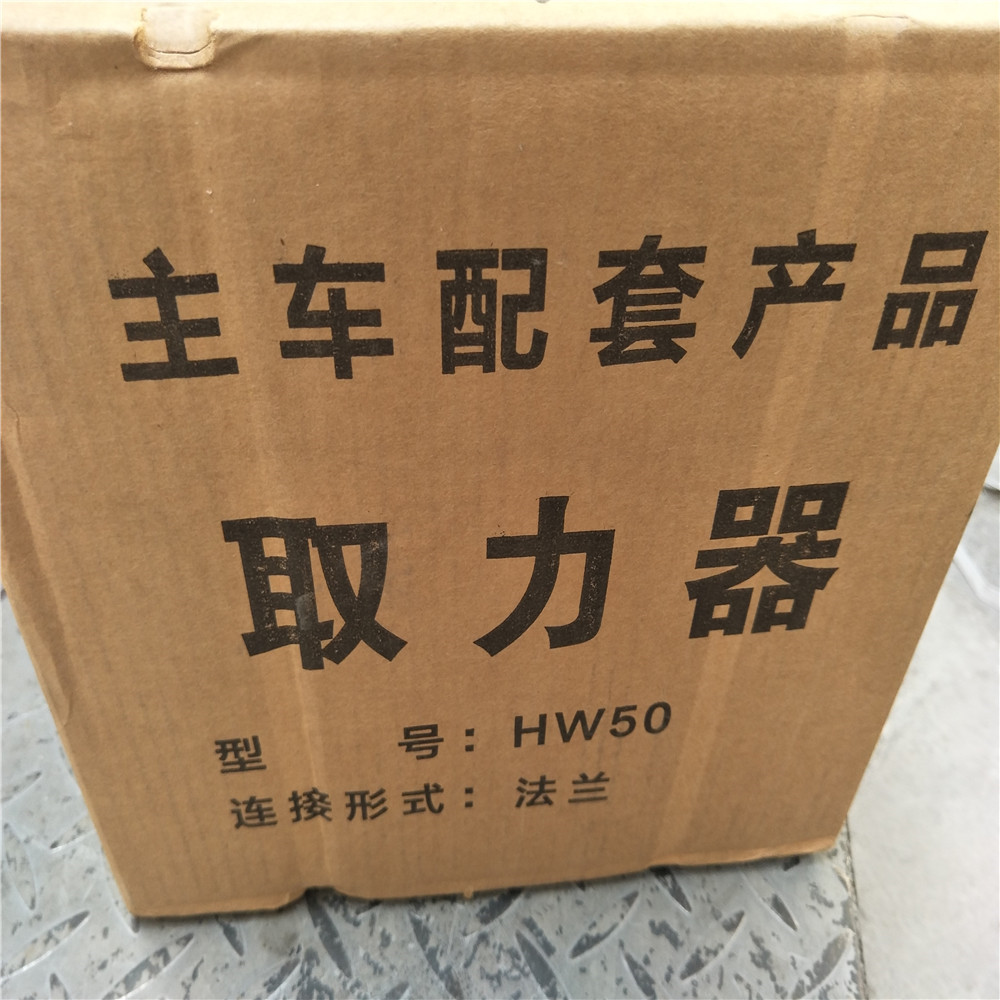 主车配套产品
取力器
型 号：HW50
连接形式：法兰